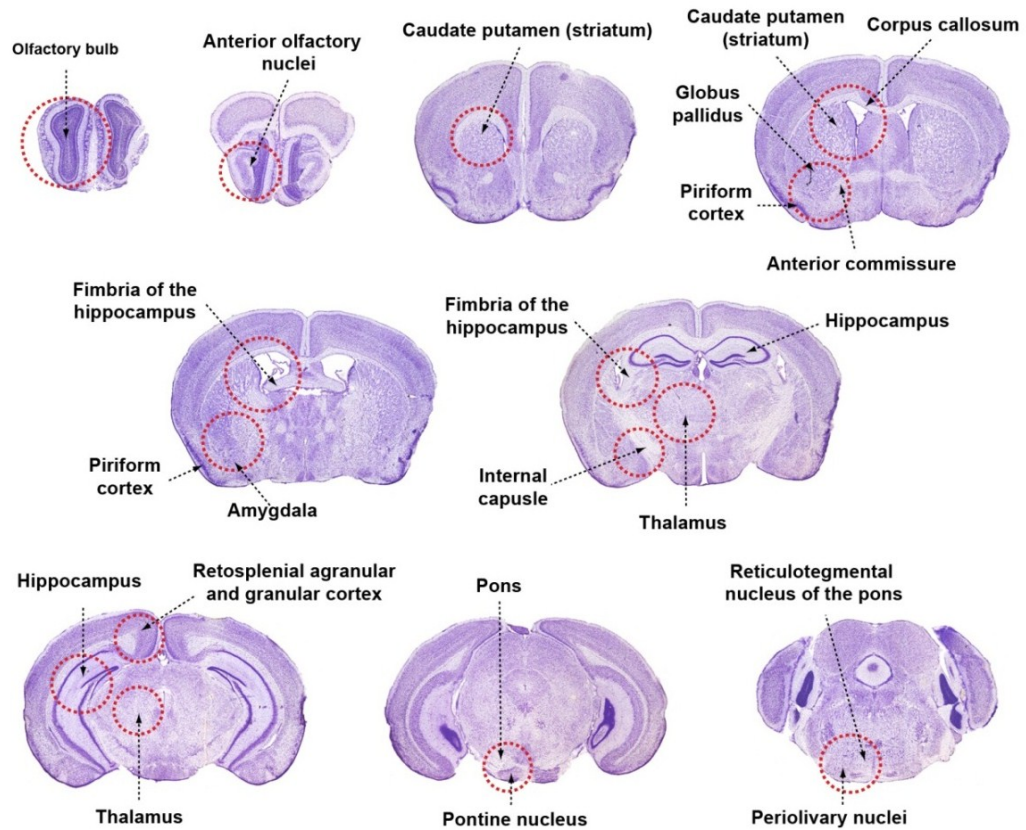 Olfactory bulb
Anterior olfactory
nuclei
Caudate putamen (striatum)
Caudate putamen
(striatum)
Corpus callosum
Globus
pallidus
Piriform
cortex
Anterior commissure
Fimbria of the
hippocampus
Piriform
cortex
Amygdala
Fimbria of the
hippocampus
Hippocampus
Internal
capusle
Thalamus
Hippocampus
Retosplenial agranular
and granular cortex
Thalamus
Pons
Pontine nucleus
Reticulotegmental
nucleus of the pons
Periolivary nuclei